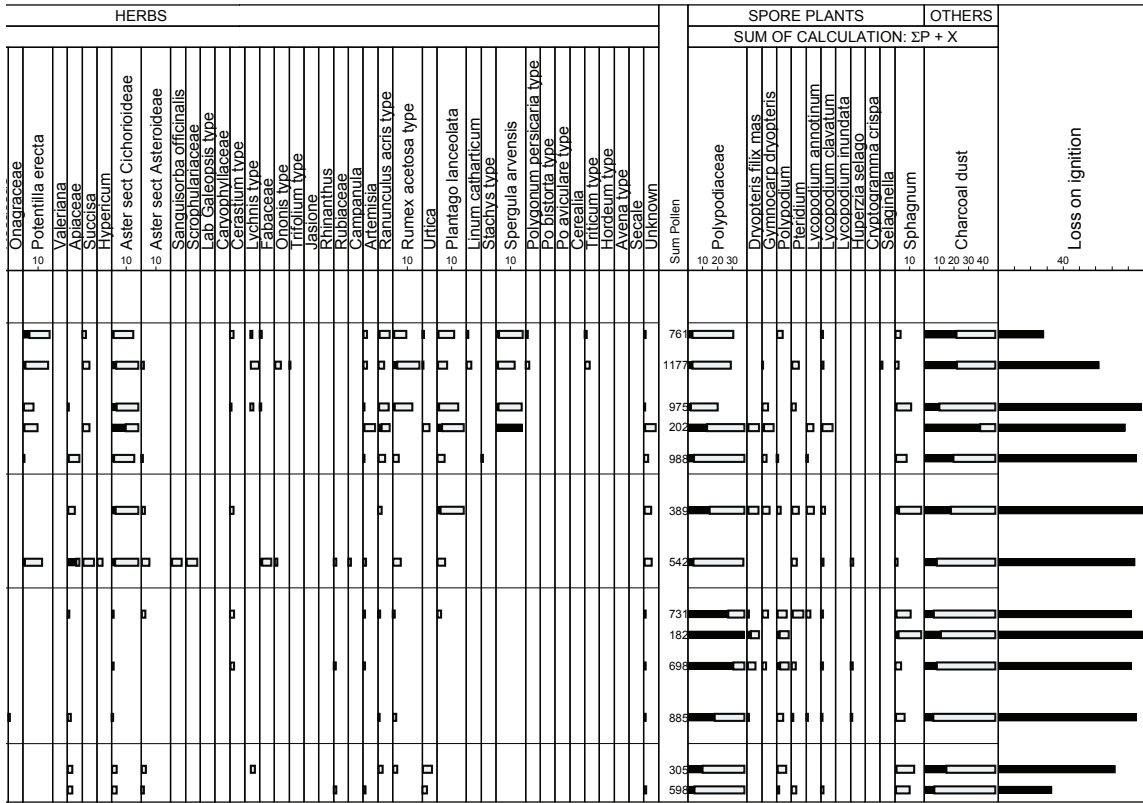 HERBS
SPORE PLANTS
OTHERS
SUM OF CALCULATION: ΣP + X
Onagraceae
Potentilla erecta
Valeriana
Apiaceae
Succisa
Hypericum
Aster sect Cichorioideae
Aster sect Asteroideae
Sanquisorba officinalis
Scrophulariaceae
Lab Galeopsis type
Caryophyllaceae
Cerastium type
Lychnis type
Fabaceae
Ononis type
Trifolium type
Jasione
Rhinanthus
Rubiaceae
Campanula
Artemisia
Ranunculus acris type
Rumex acetosa type
Urtica
Plantago lanceolata
Linum catharticum
Stachys type
Spergula arvensis
Polygonum persicaria type
Po bistorta type
Po aviculare type
Cerealia
Triticum type
Hordeum type
Avena type
Secale
Unknown
Sum Pollen
Polypodiaceae
Dryopteris filix mas
Gymnocarp dryopteris
Polypodium
Pteridium
Lycopodium annotinum
Lycopodium clavatum
Lycopodium inundata
Huperzia selago
Cryptogramma crispa
Selaginella
Sphagnum
Charcoal dust
Loss on ignition
10 10 10 10 10 10 10 20 30 10 10 20 30 40 40
761
1177
975
202
988
389
542
731
182
698
885
305
598